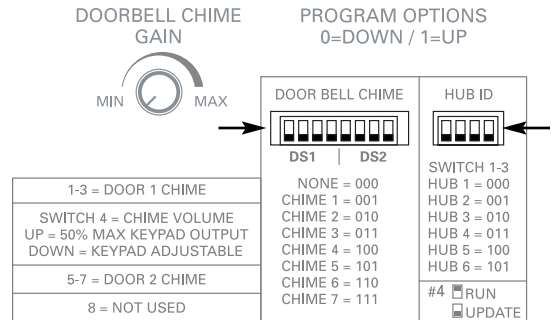 DOORBELL CHIME
GAIN
MIN
MAX
PROGRAM OPTIONS
0=DOWN / 1=UP
DOOR BELL CHIME
DS1 | DS2
NONE = 000
CHIME 1 = 001
CHIME 2 = 010
CHIME 3 = 011
CHIME 4 = 100
CHIME 5 = 101
CHIME 6 = 110
CHIME 7 = 111
HUB ID
SWITCH 1-3
HUB 1 = 000
HUB 2 = 001
HUB 3 = 010
HUB 4 = 011
HUB 5 = 100
HUB 6 = 101
#4 RUN
UPDATE
1-3 = DOOR 1 CHIME
SWITCH 4 = CHIME VOLUME
UP = 50% MAX KEYPAD OUTPUT
DOWN = KEYPAD ADJUSTABLE
5-7 = DOOR 2 CHIME
8 = NOT USED